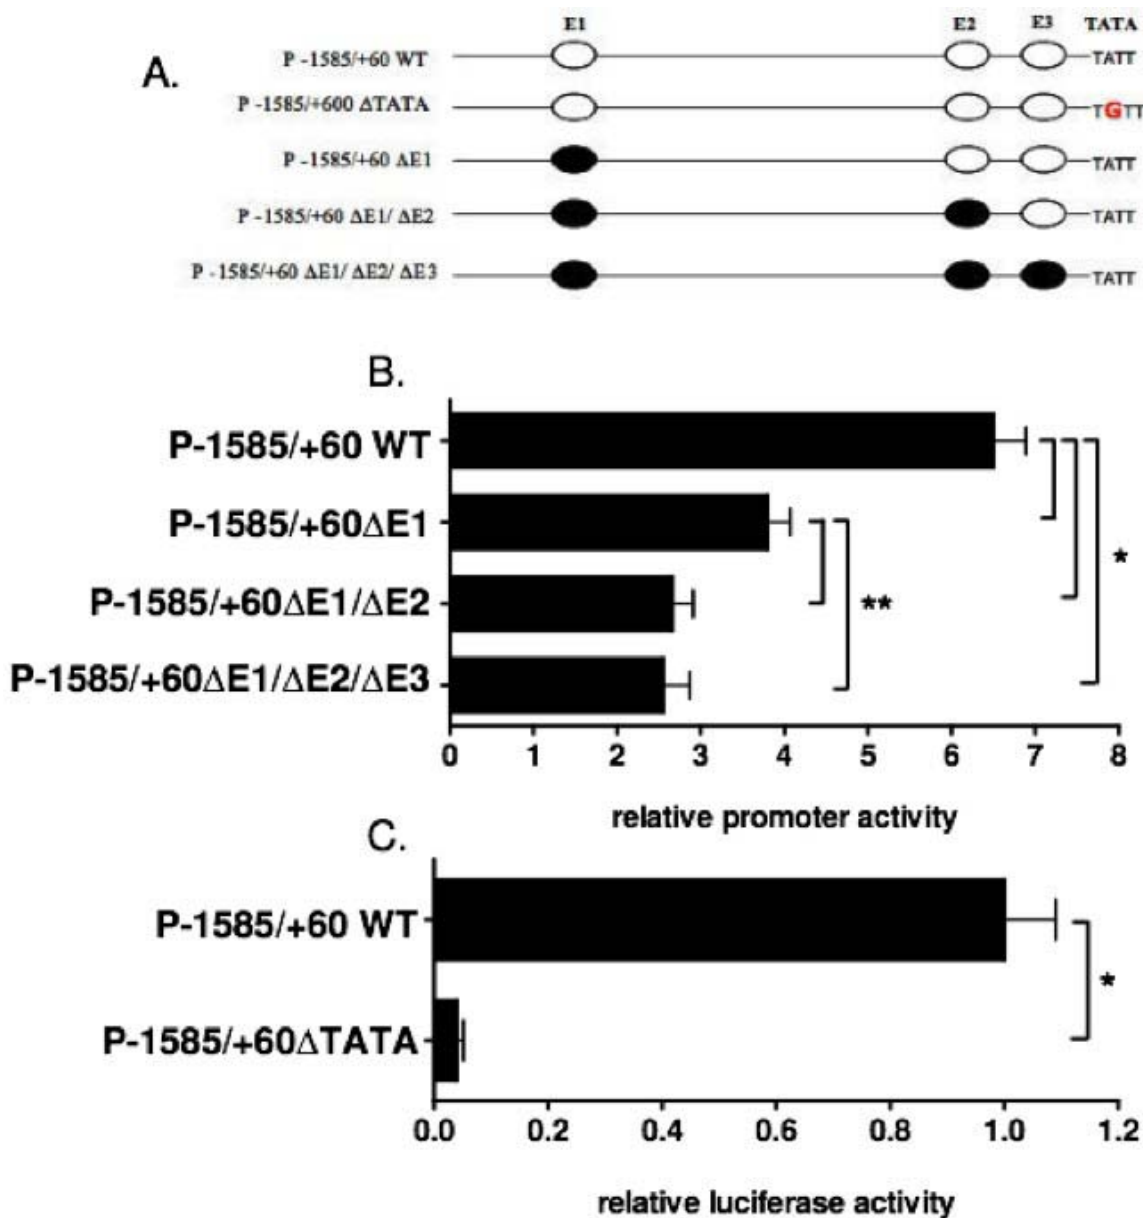 A.
E1 E2 E3 TATA
P -1585/+60 WT TATT
P -1585/+600 ΔTATA TGTT
P -1585/+60 ΔE1 TATT
P -1585/+60 ΔE1/ ΔE2 TATT
P -1585/+60 ΔE1/ ΔE2/ ΔE3 TATT
B.
P-1585/+60 WT
P-1585/+60ΔE1
P-1585/+60ΔE1/ΔE2
P-1585/+60ΔE1/ΔE2/ΔE3
*
**
0 1 2 3 4 5 6 7 8
relative promoter activity
C.
P-1585/+60 WT
P-1585/+60ΔTATA
*
0.0 0.2 0.4 0.6 0.8 1.0 1.2
relative luciferase activity